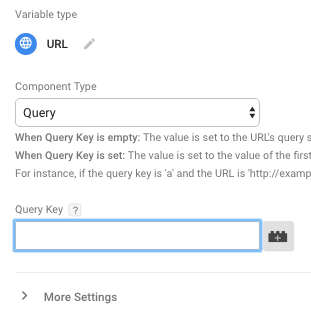 Variable type
URL
Component Type
Query
When Query Key is empty: The value is set to the URL's query s
When Query Key is set: The value is set to the value of the first
For instance, if the query key is 'a' and the URL is 'http://examp
Query Key ?
More Settings